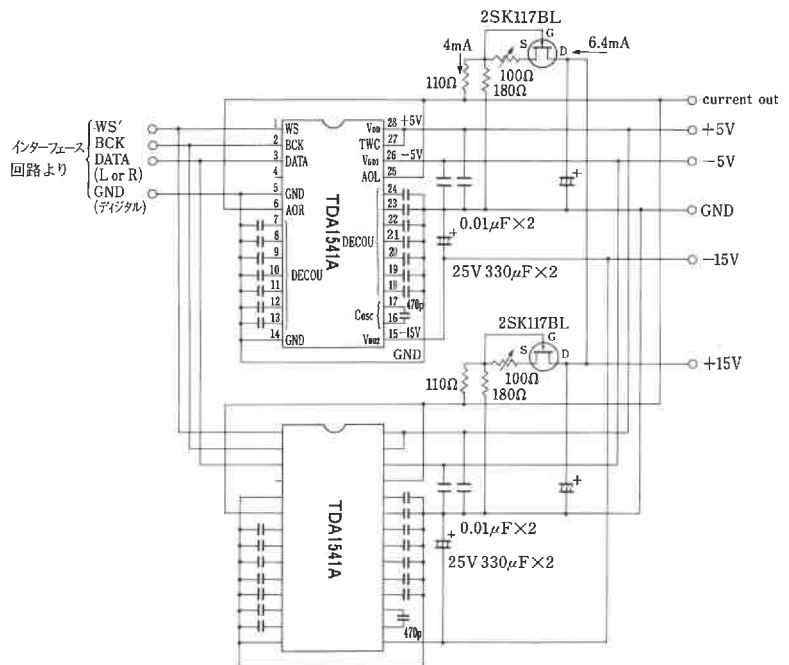 2SK117BL
G
S
D
4mA
6.4mA
110Ω
100Ω
180Ω
current out
+5V
-5V
GND
-15V
+15V
インターフェース
回路より
WS'
BCK
DATA
(L or R)
GND
(ディジタル)
1 WS
2 BCK
3 DATA
4
5 GND
6 AOR
7
8
9
10 DECOU
11
12
13
14 GND
TDA1541A
VDD 28 +5V
TWC 27
-5V
26
AOL 25
24
23
22
DECOU 21
20
19
18
17
Cosc
16
470p
15 -15V
GND
0.01μF×2
+
25V 330μF×2
+
2SK117BL
G
S
D
110Ω
100Ω
180Ω
TDA1541A
+
0.01μF×2
+
25V 330μF×2
470p